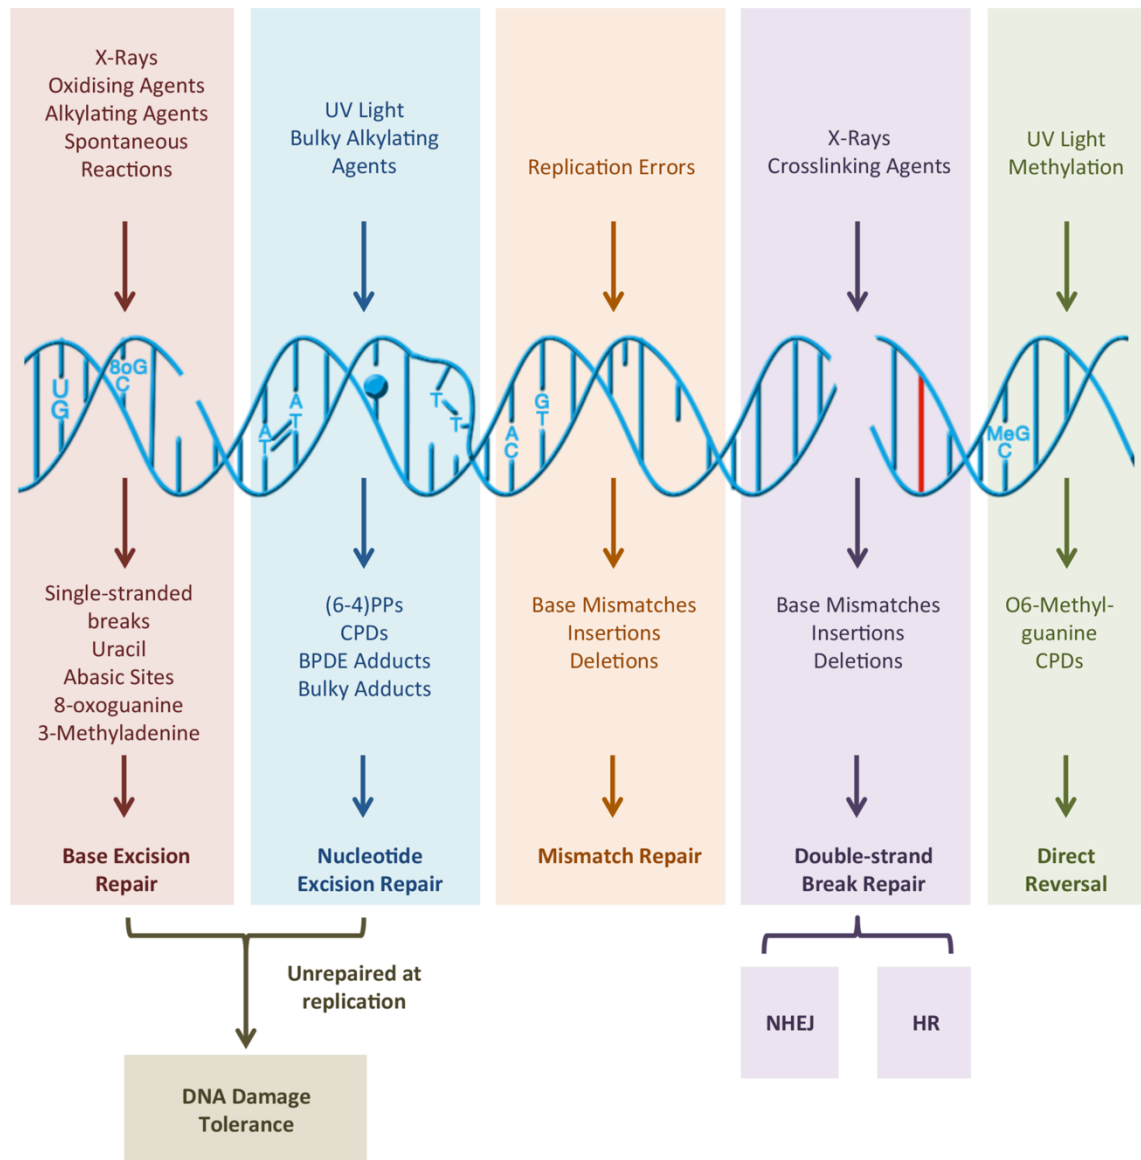 X-Rays
Oxidising Agents
Alkylating Agents
Spontaneous
Reactions
UV Light
Bulky Alkylating
Agents
Replication Errors
X-Rays
Crosslinking Agents
UV Light
Methylation
U
G
8oG
C
A
T
A
T
T
T
A
C
G
T
MeG
C
Single-stranded
breaks
Uracil
Abasic Sites
8-oxoguanine
3-Methyladenine
(6-4)PPs
CPDs
BPDE Adducts
Bulky Adducts
Base Mismatches
Insertions
Deletions
Base Mismatches
Insertions
Deletions
O6-Methyl-
guanine
CPDs
Base Excision
Repair
Nucleotide
Excision Repair
Mismatch Repair
Double-strand
Break Repair
Direct
Reversal
Unrepaired at
replication
NHEJ
HR
DNA Damage
Tolerance